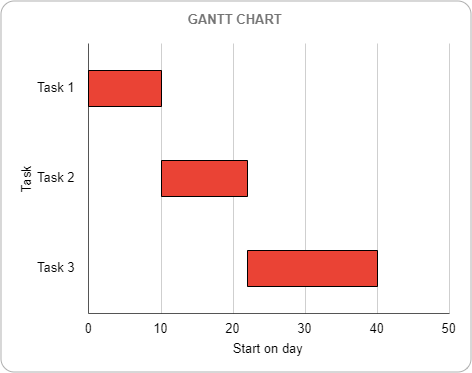 GANTT CHART
Task
Task 1
Task 2
Task 3
0 10 20 30 40 50
Start on day